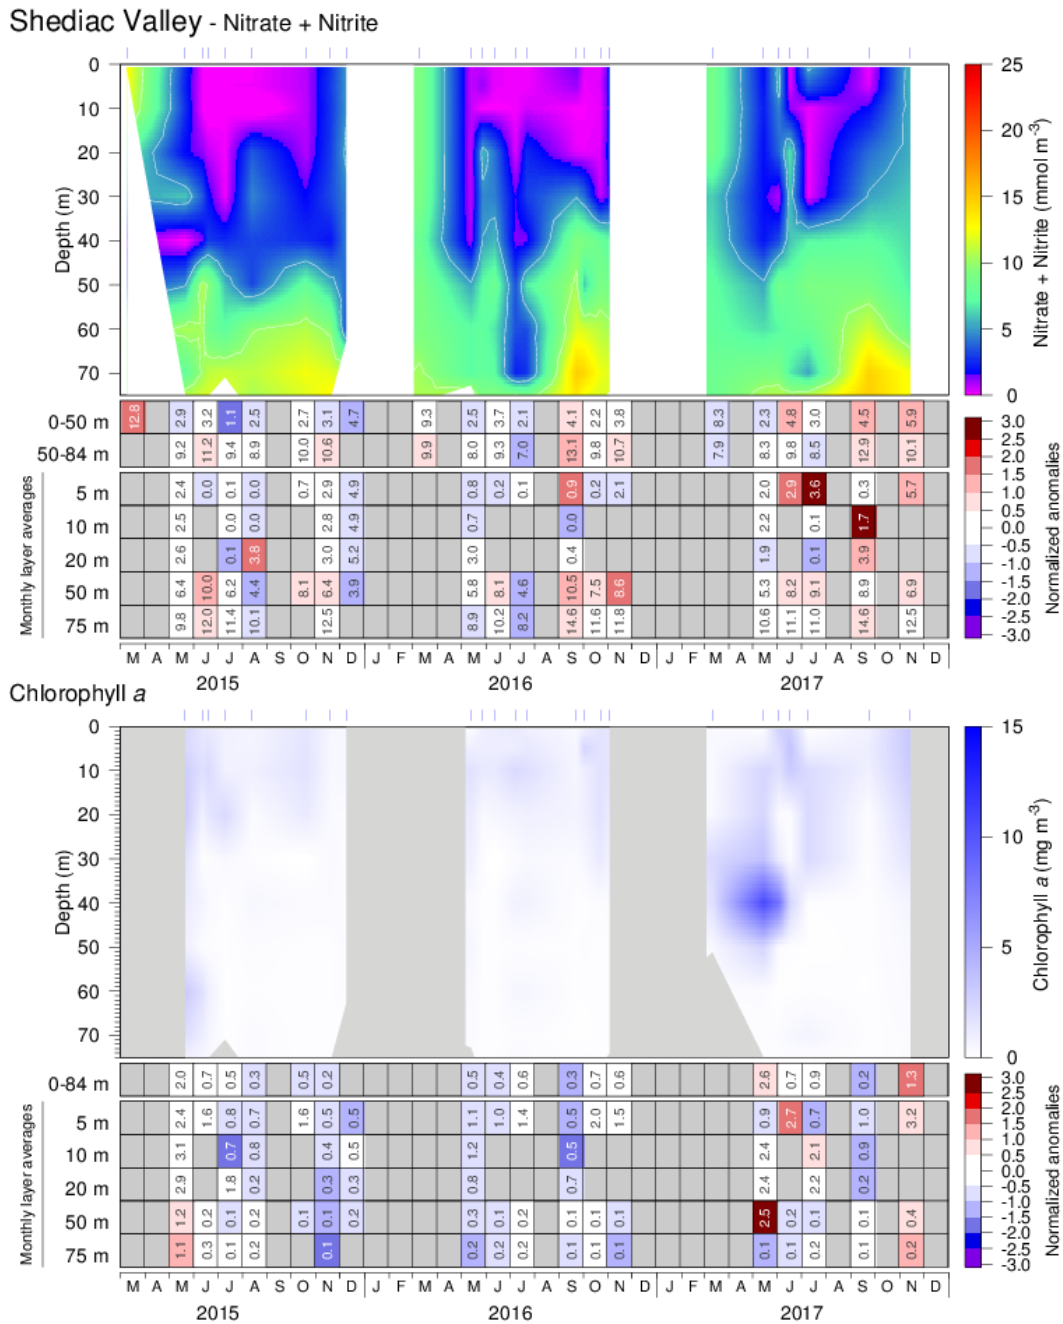 Shediac Valley - Nitrate + Nitrite
0
10
20
30
40
50
60
70
Depth (m)
25
20
15
10
5
0
Nitrate + Nitrite (mmol m-3)
0-50 m 12.8 2.9 3.2 1.1 2.5 2.7 3.1 4.7 9.3 2.5 3.7 2.1 4.1 2.2 3.8 8.3 2.3 4.8 3.0 4.5 5.9
50-84 m 9.2 11.2 9.4 8.9 10.0 10.6 9.9 8.0 9.3 7.0 13.1 9.8 10.7 7.9 8.3 9.8 8.5 12.9 10.1
Monthly layer averages
5 m 2.4 0.0 0.1 0.0 0.7 2.9 4.9 0.8 0.2 0.1 0.9 0.2 2.1 2.0 2.9 3.6 0.3 5.7
10 m 2.5 0.0 0.0 2.8 4.9 0.7 0.0 2.2 0.1 1.7
20 m 2.6 0.1 3.8 3.0 5.2 3.0 0.4 1.9 0.1 3.9
50 m 6.4 10.0 6.2 4.4 8.1 6.4 3.9 5.8 8.1 4.6 10.5 7.5 8.6 5.3 8.2 9.1 8.9 6.9
75 m 9.8 12.0 11.4 10.1 12.5 8.9 10.2 8.2 14.6 11.6 11.8 10.6 11.1 11.0 14.6 12.5
3.0
2.5
2.0
1.5
1.0
0.5
0.0
-0.5
-1.0
-1.5
-2.0
-2.5
-3.0
Normalized anomalies
M A M J J A S O N D J F M A M J J A S O N D J F M A M J J A S O N D
2015 2016 2017
Chlorophyll a
0
10
20
30
40
50
60
70
Depth (m)
15
10
5
0
Chlorophyll a (mg m-3)
0-84 m 2.0 0.7 0.5 0.3 0.5 0.2 0.5 0.4 0.6 0.3 0.7 0.6 2.6 0.7 0.9 0.2 1.3
Monthly layer averages
5 m 2.4 1.6 0.8 0.7 1.6 0.5 0.5 1.1 1.0 1.4 0.5 2.0 1.5 0.9 2.7 0.7 1.0 3.2
10 m 3.1 0.7 0.8 0.4 0.5 1.2 0.5 2.4 2.1 0.9
20 m 2.9 1.8 0.2 0.3 0.3 0.8 0.7 2.4 2.2 0.2
50 m 1.2 0.2 0.1 0.2 0.1 0.1 0.2 0.3 0.1 0.2 0.1 0.1 0.1 2.5 0.2 0.1 0.1 0.4
75 m 1.1 0.3 0.1 0.2 0.1 0.2 0.2 0.2 0.1 0.1 0.1 0.1 0.1 0.2 0.1 0.2
3.0
2.5
2.0
1.5
1.0
0.5
0.0
-0.5
-1.0
-1.5
-2.0
-2.5
-3.0
Normalized anomalies
M A M J J A S O N D J F M A M J J A S O N D J F M A M J J A S O N D
2015 2016 2017